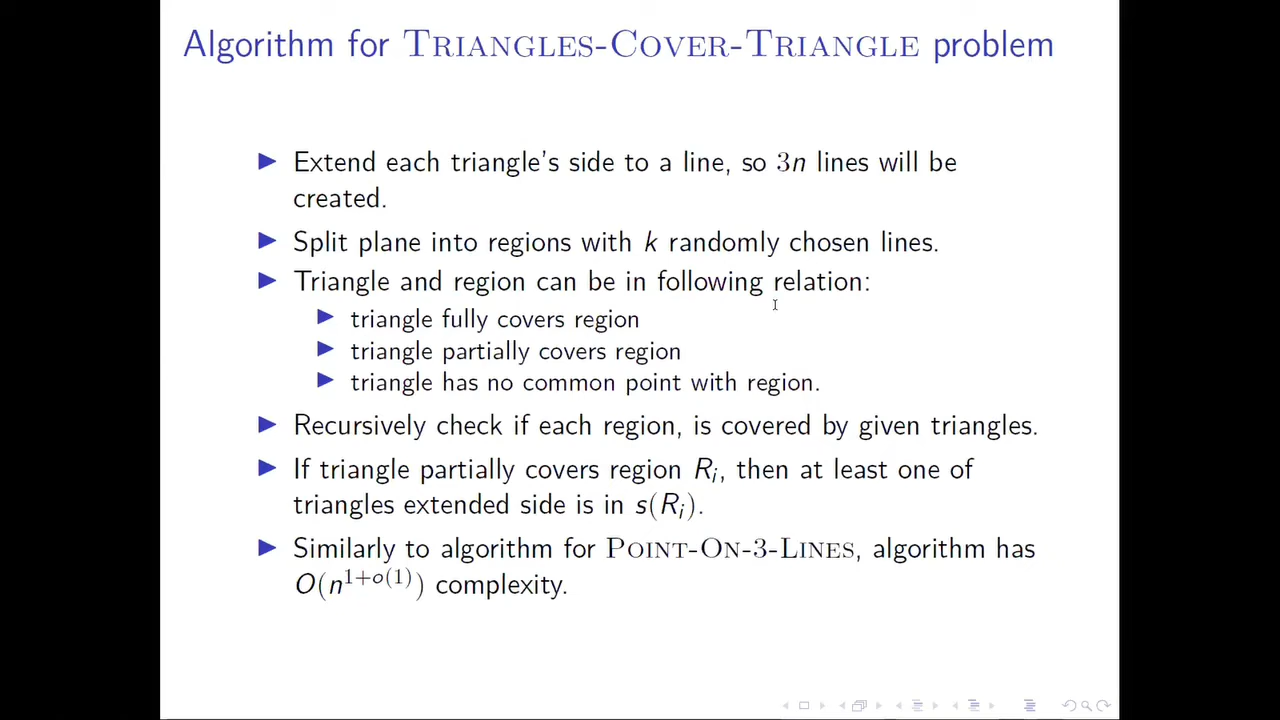 Algorithm for Triangles-Cover-Triangle problem
Extend each triangle's side to a line, so 3n lines will be
created.
Split plane into regions with k randomly chosen lines.
Triangle and region can be in following relation:
triangle fully covers region
triangle partially covers region
triangle has no common point with region.
Recursively check if each region, is covered by given triangles.
If triangle partially covers region Rᵢ, then at least one of
triangles extended side is in s(Rᵢ).
Similarly to algorithm for Point-On-3-Lines, algorithm has
O(n^{1+o(1)}) complexity.